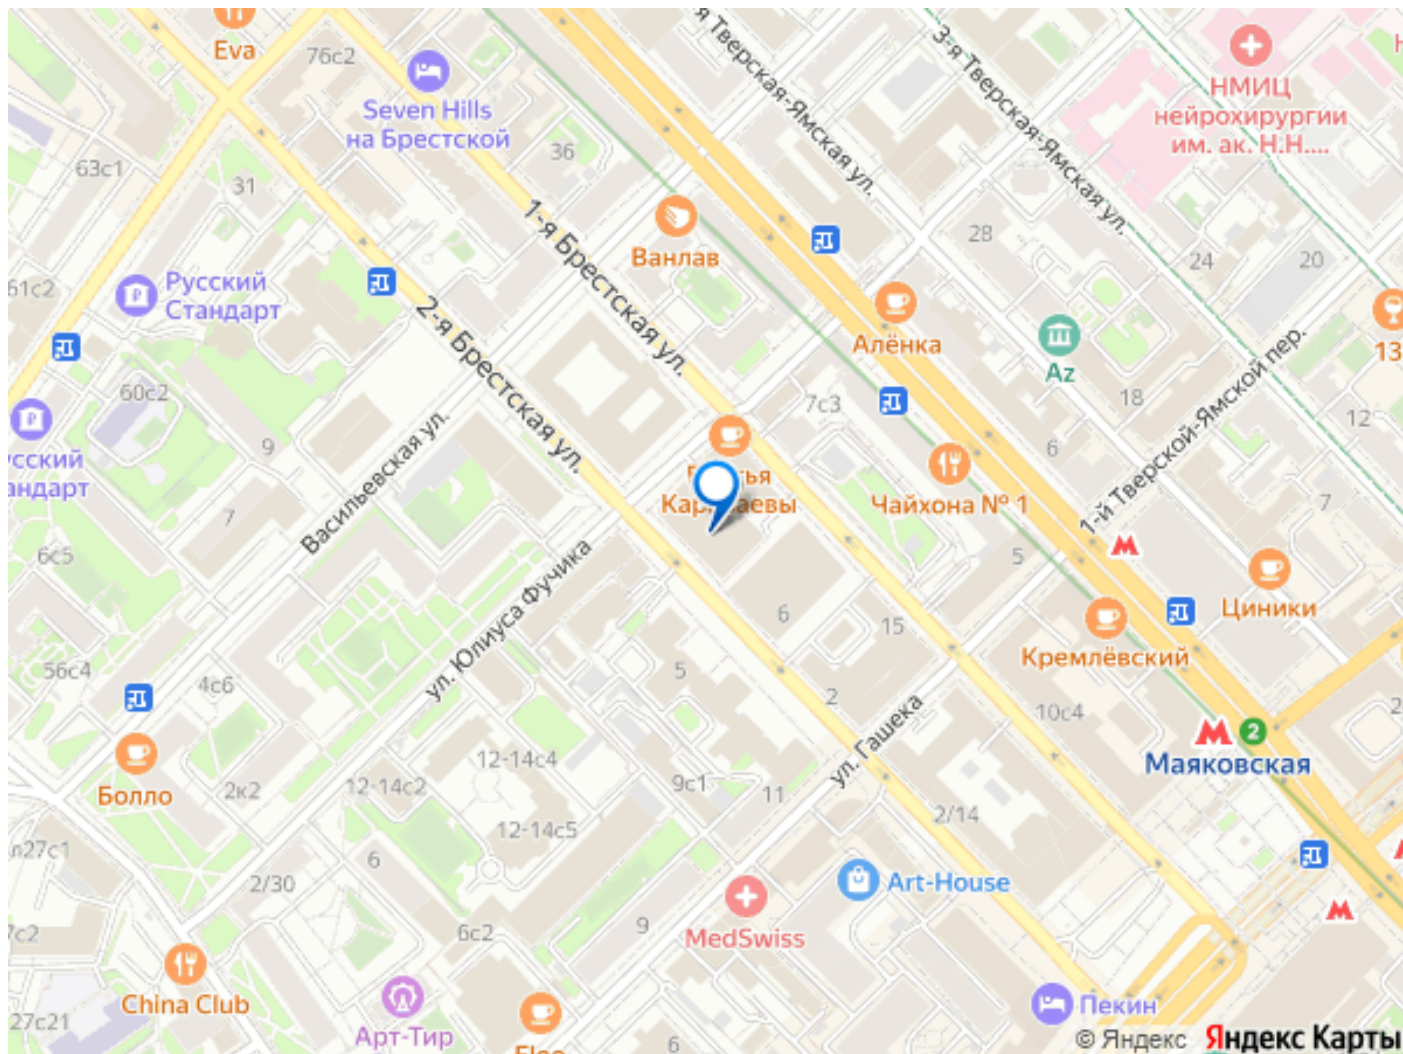 Eva
76с2
Seven Hills
на Брестской
36
63с1
31
я Тверская-Ямская ул.
3-я Тверская-Ямская ул.
НМИЦ
нейрохирургии
им. ак. Н.Н....
Ванлав
1-я Брестская ул.
28
24
20
61с2
Русский
Стандарт
2-я Брестская ул.
Алёнка
Az
13
1-й Тверской-Ямской пер.
60с2
7с3
18
12
6
9
Васильевская ул.
Чайхона № 1
7
7
6с5
5
ул. Юлиуса Фучика
6
15
Циники
Кремлёвский
56с4
4с6
5
2
10с4
ул. Гашека
2
Маяковская
Болло
2к2
12-14с4
12-14с2
9с1
11
2/14
12-14с5
6
2/30
Art-House
6с2
9
MedSwiss
China Club
Арт-Тир
Пекин
27с21
6
© Яндекс Яндекс Карты